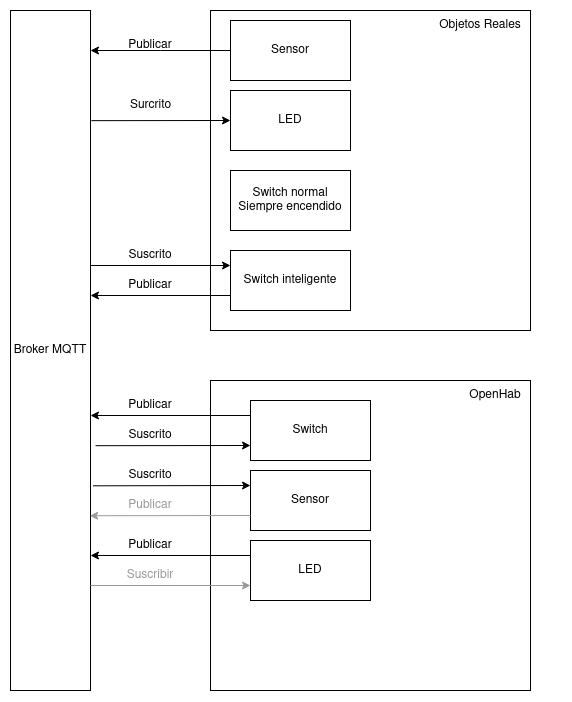 Objetos Reales
Publicar
Sensor
Surcrito
LED
Switch normal
Siempre encendido
Suscrito
Publicar
Switch inteligente
Broker MQTT
OpenHab
Publicar
Suscrito
Switch
Suscrito
Publicar
Sensor
Publicar
Suscribir
LED